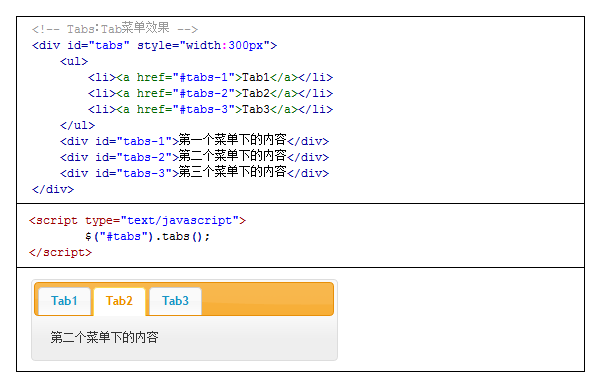 <!-- Tabs:Tab菜单效果 -->
<div id="tabs" style="width:300px">
<ul>
<li><a href="#tabs-1">Tab1</a></li>
<li><a href="#tabs-2">Tab2</a></li>
<li><a href="#tabs-3">Tab3</a></li>
</ul>
<div id="tabs-1">第一个菜单下的内容</div>
<div id="tabs-2">第二个菜单下的内容</div>
<div id="tabs-3">第三个菜单下的内容</div>
</div>
<script type="text/javascript">
$("#tabs").tabs();
</script>
Tab1 Tab2 Tab3
第二个菜单下的内容